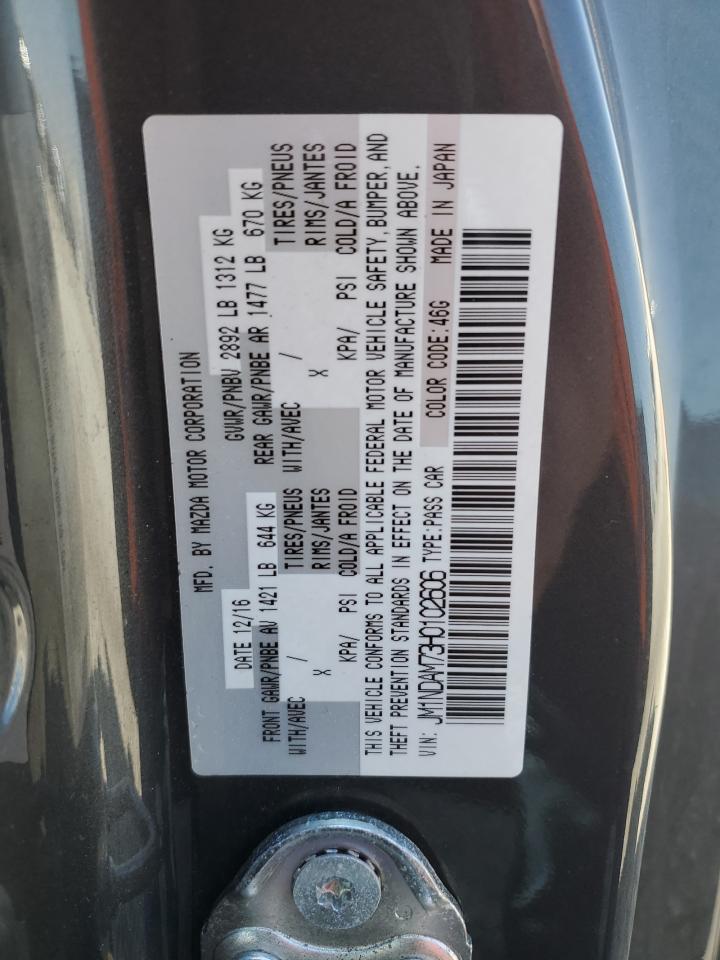 MFD. BY MAZDA MOTOR CORPORATION
DATE 12/16 GVWR/PNBV 2892 LB 1312 KG
FRONT GAWR/PNBE AV 1421 LB 644 KG REAR GAWR/PNBE AR 1477 LB 670 KG
WITH/AVEC / TIRES/PNEUS WITH/AVEC / TIRES/PNEUS
X RIMS/JANTES X RIMS/JANTES
KPA/ PSI COLD/A FROID KPA/ PSI COLD/A FROID
THIS VEHICLE CONFORMS TO ALL APPLICABLE FEDERAL MOTOR VEHICLE SAFETY, BUMPER, AND
THEFT PREVENTION STANDARDS IN EFFECT ON THE DATE OF MANUFACTURE SHOWN ABOVE.
VIN: JM1NDAM73H0102606 TYPE:PASS CAR COLOR CODE:46G MADE IN JAPAN